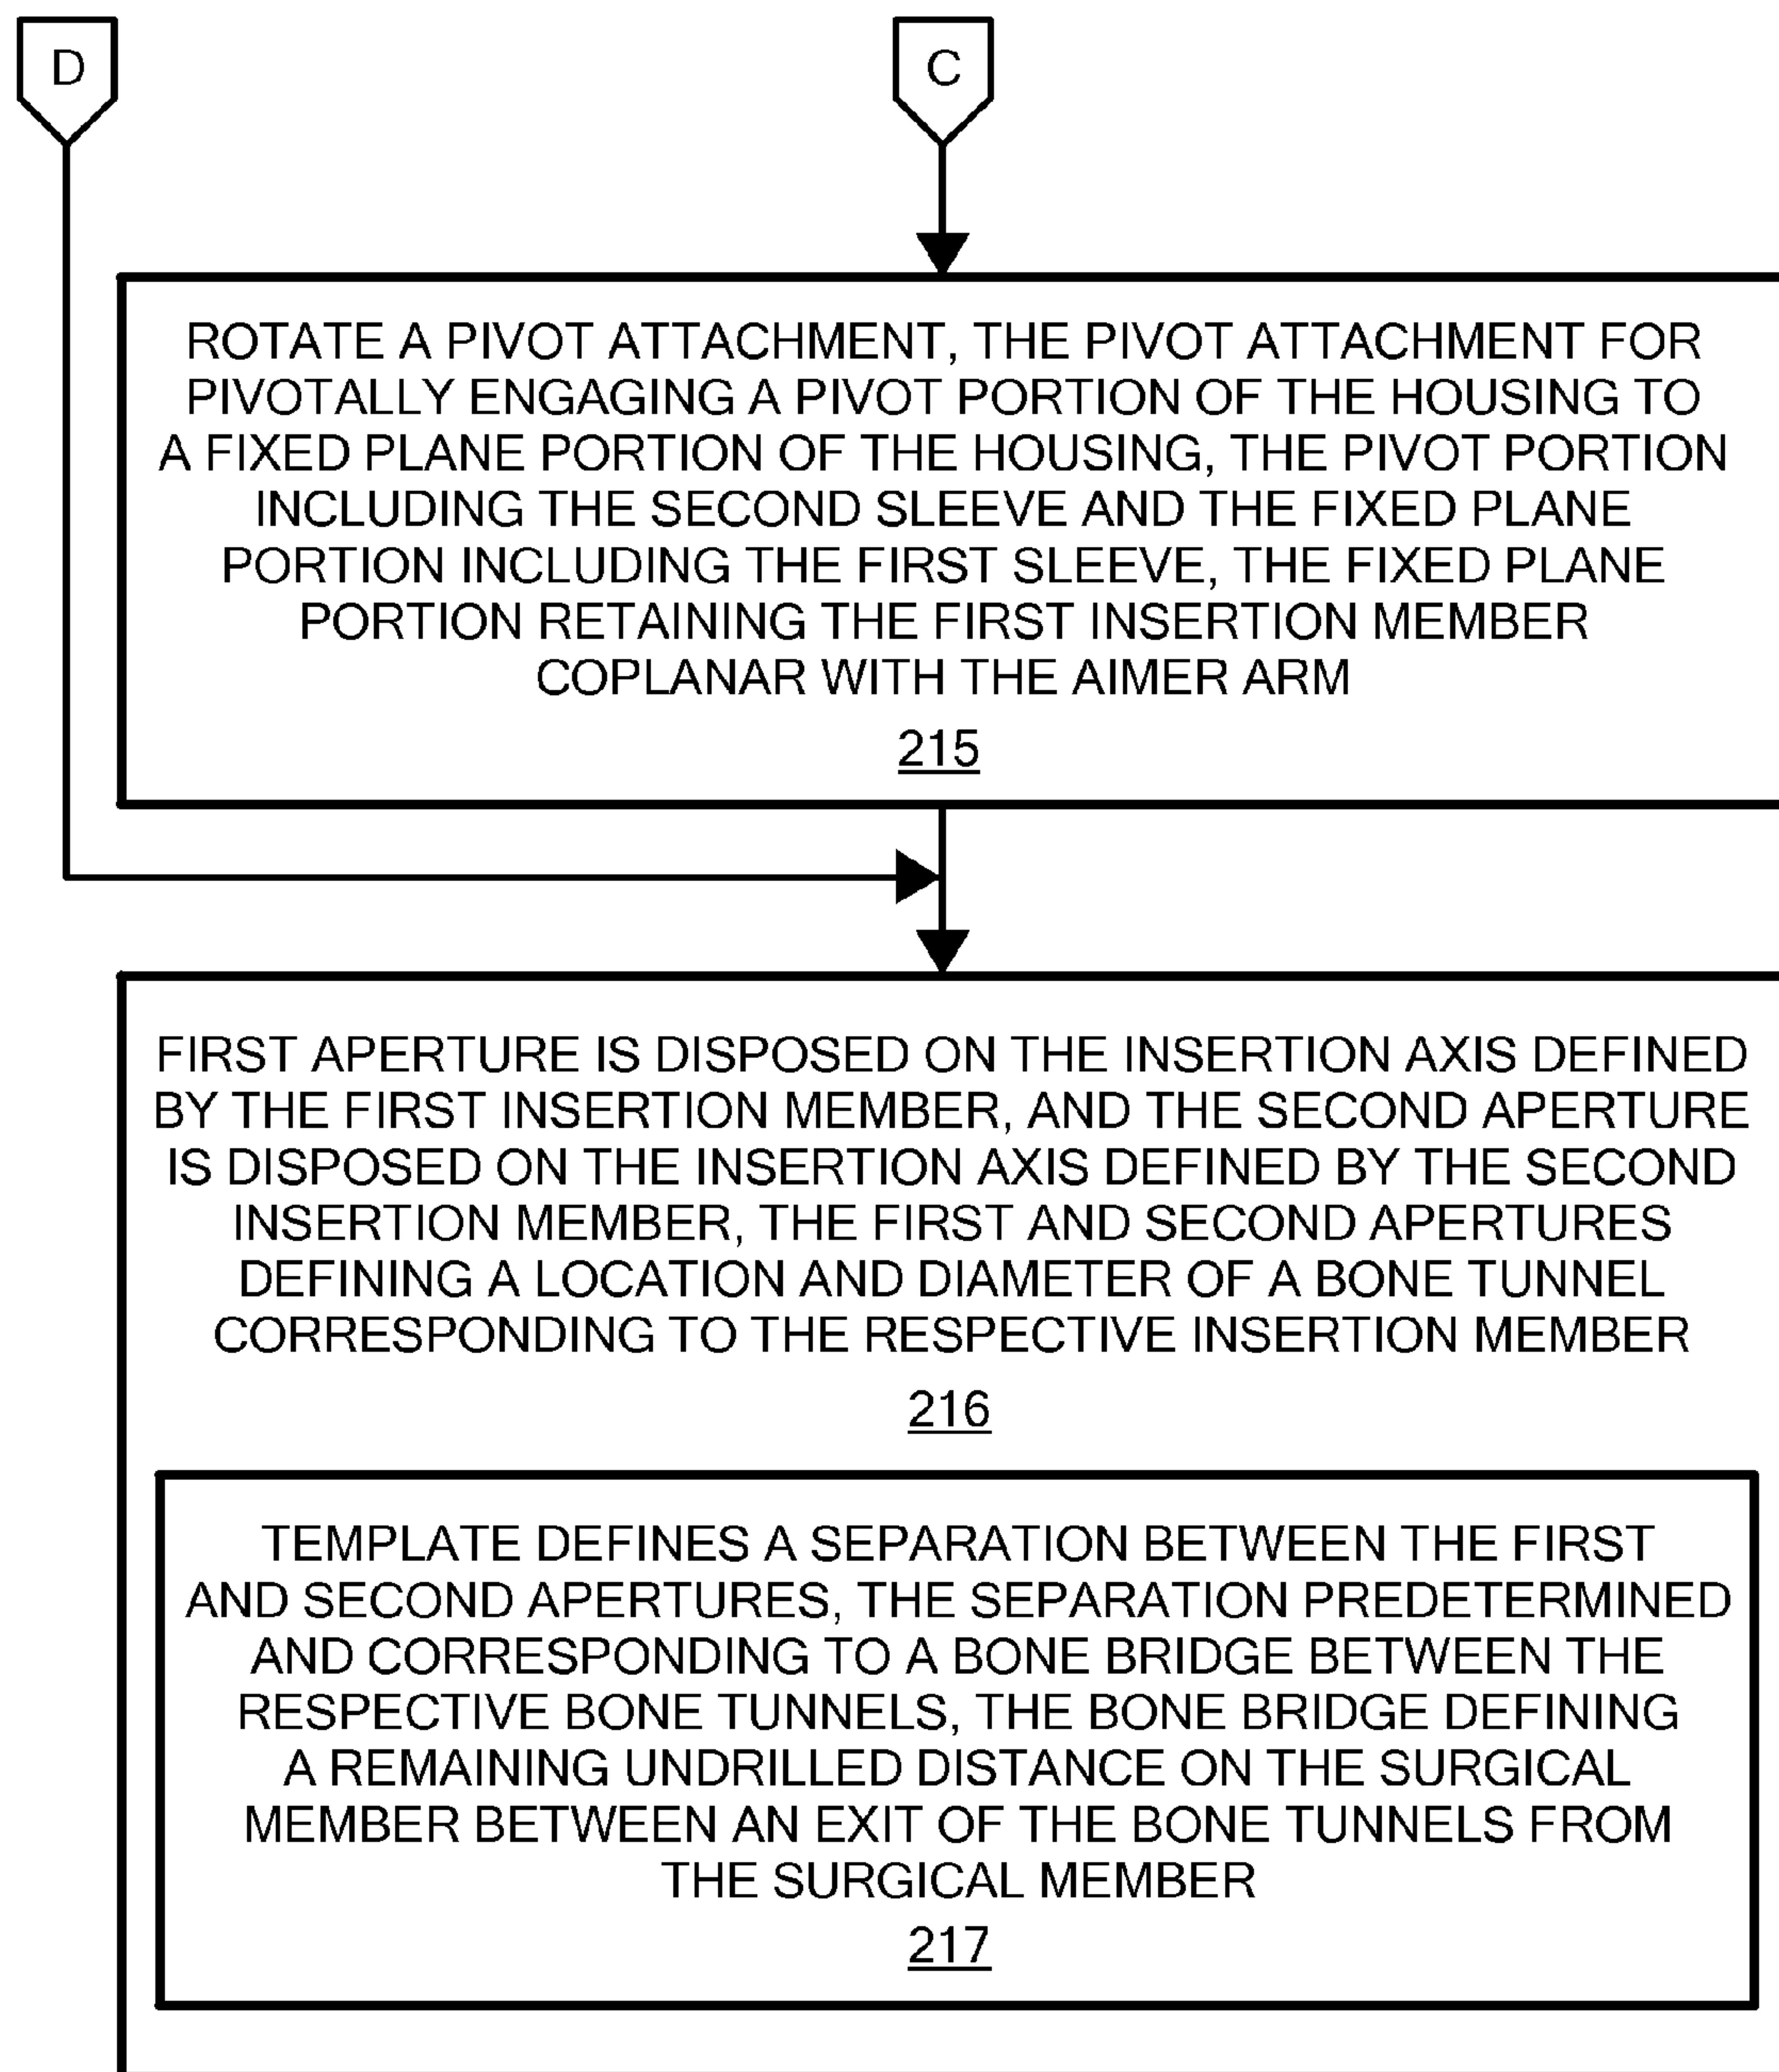 D
C
ROTATE A PIVOT ATTACHMENT, THE PIVOT ATTACHMENT FOR
PIVOTALLY ENGAGING A PIVOT PORTION OF THE HOUSING TO
A FIXED PLANE PORTION OF THE HOUSING, THE PIVOT PORTION
INCLUDING THE SECOND SLEEVE AND THE FIXED PLANE
PORTION INCLUDING THE FIRST SLEEVE, THE FIXED PLANE
PORTION RETAINING THE FIRST INSERTION MEMBER
COPLANAR WITH THE AIMER ARM
215
FIRST APERTURE IS DISPOSED ON THE INSERTION AXIS DEFINED
BY THE FIRST INSERTION MEMBER, AND THE SECOND APERTURE
IS DISPOSED ON THE INSERTION AXIS DEFINED BY THE SECOND
INSERTION MEMBER, THE FIRST AND SECOND APERTURES
DEFINING A LOCATION AND DIAMETER OF A BONE TUNNEL
CORRESPONDING TO THE RESPECTIVE INSERTION MEMBER
216
TEMPLATE DEFINES A SEPARATION BETWEEN THE FIRST
AND SECOND APERTURES, THE SEPARATION PREDETERMINED
AND CORRESPONDING TO A BONE BRIDGE BETWEEN THE
RESPECTIVE BONE TUNNELS, THE BONE BRIDGE DEFINING
A REMAINING UNDRILLED DISTANCE ON THE SURGICAL
MEMBER BETWEEN AN EXIT OF THE BONE TUNNELS FROM
THE SURGICAL MEMBER
217